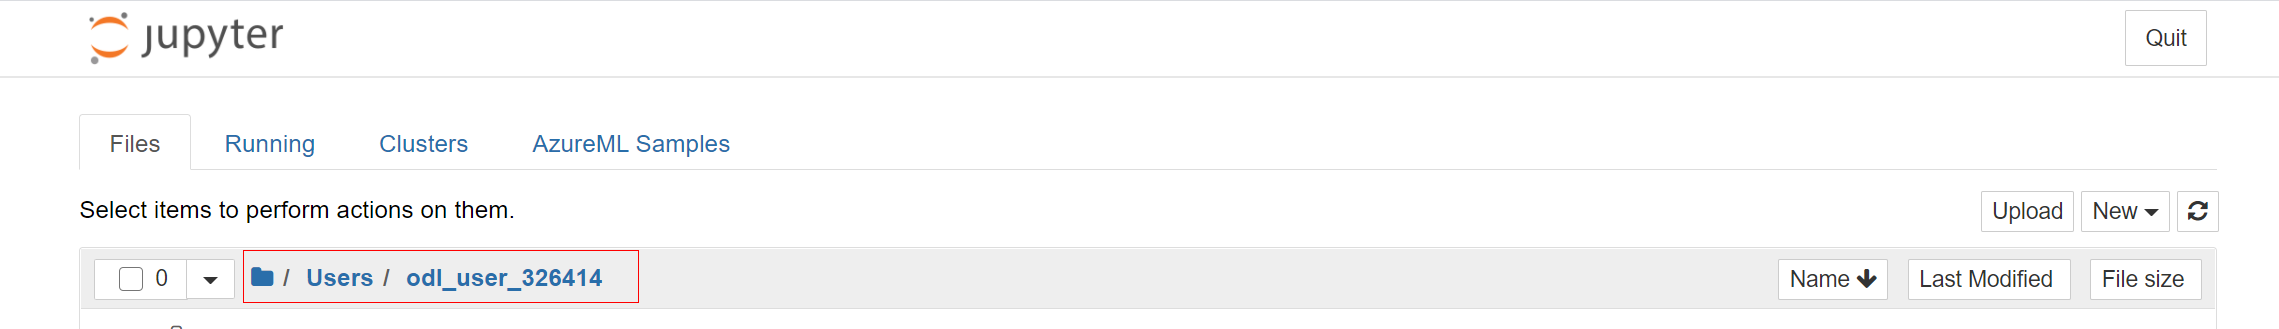 jupyter
Quit
Files Running Clusters AzureML Samples
Select items to perform actions on them.
Upload New
0 / Users / odl_user_326414 Name Last Modified File size